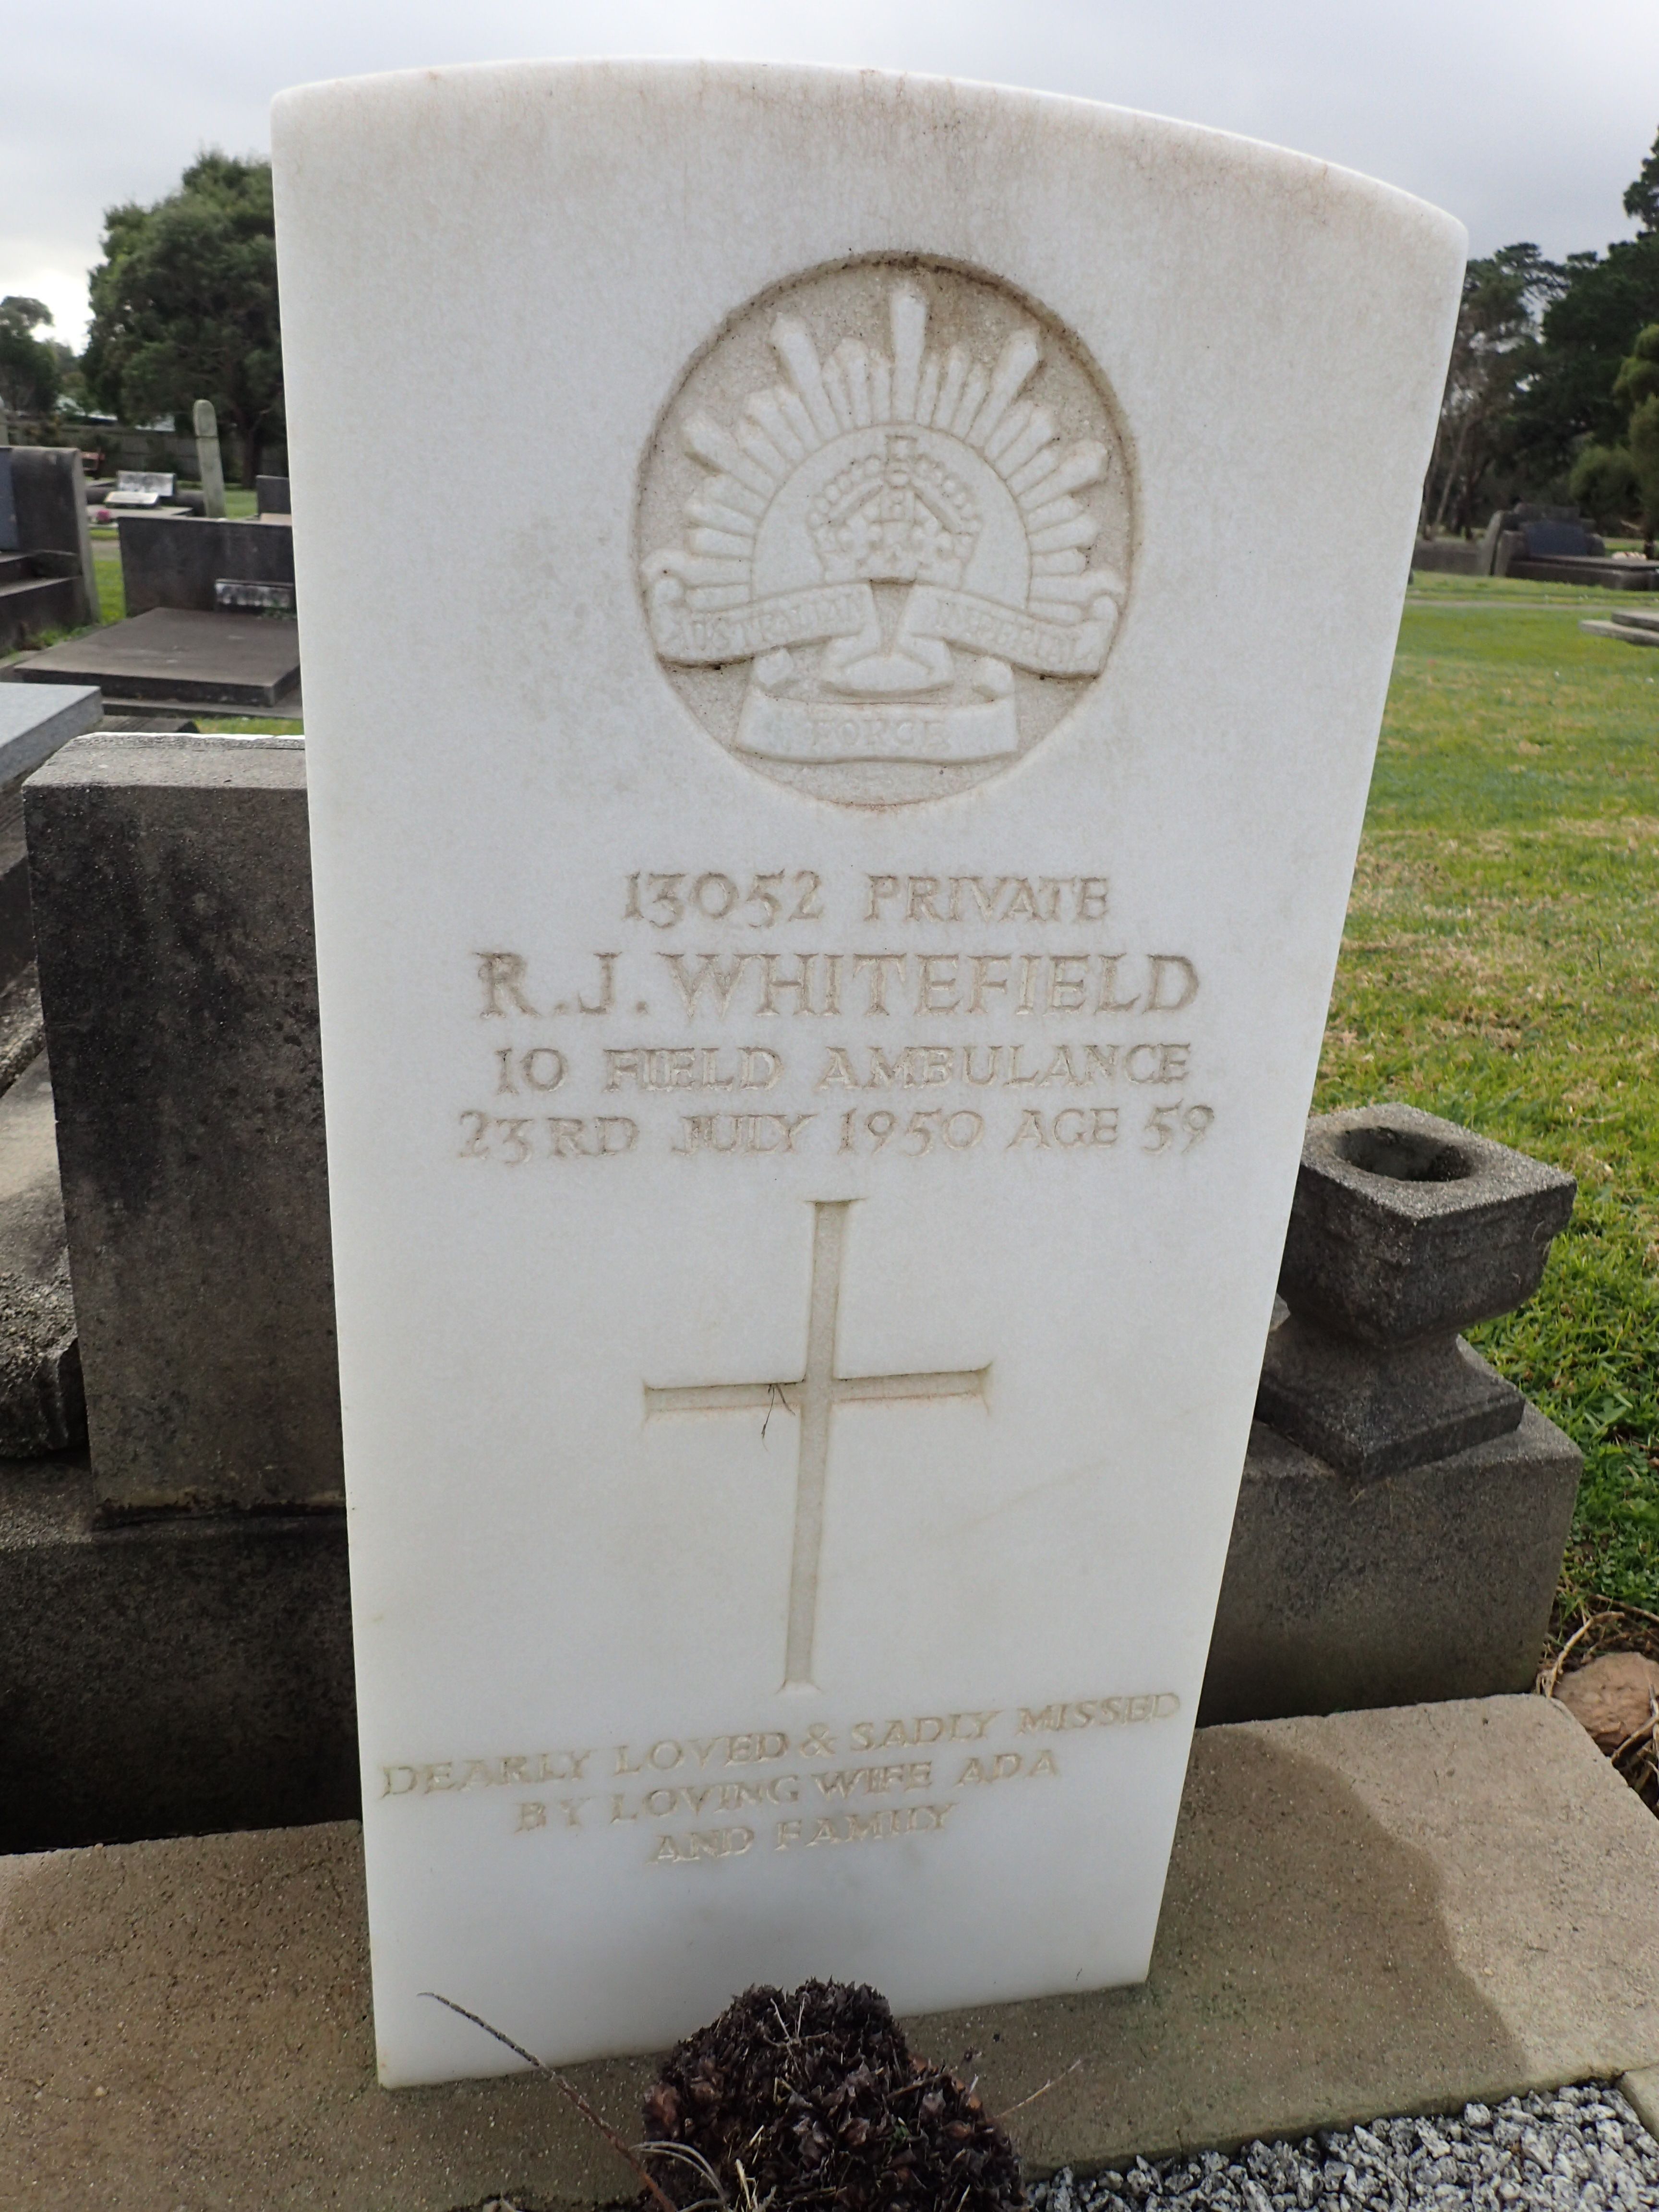 AUSTRALIAN IMPERIAL
FORCE
13052 PRIVATE
R.J. WHITEFIELD
10 FIELD AMBULANCE
23RD JULY 1950 AGE 59
DEARLY LOVED & SADLY MISSED
BY LOVING WIFE ADA
AND FAMILY